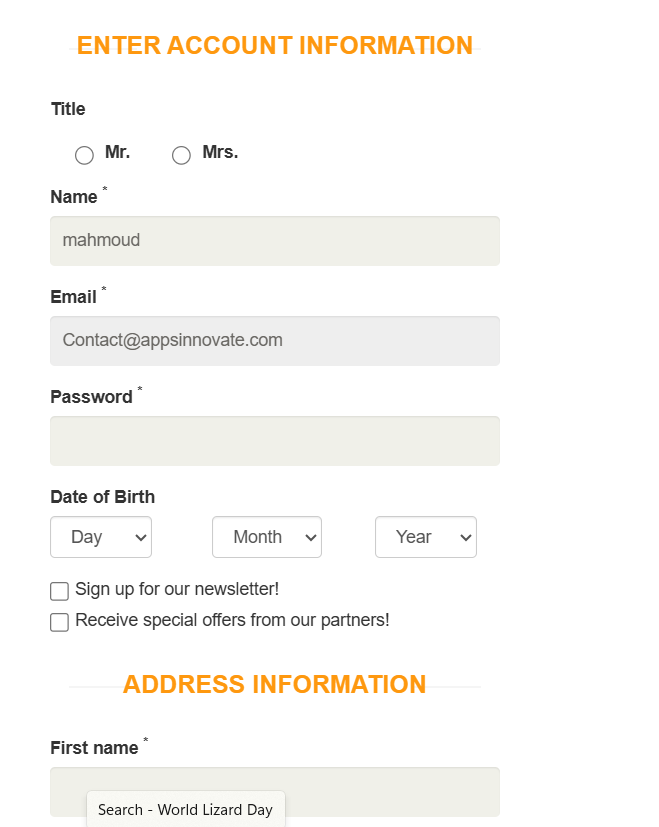 ENTER ACCOUNT INFORMATION
Title
Mr. Mrs.
Name *
mahmoud
Email *
Contact@appsinnovate.com
Password *
Date of Birth
Day Month Year
Sign up for our newsletter!
Receive special offers from our partners!
ADDRESS INFORMATION
First name *
Search - World Lizard Day